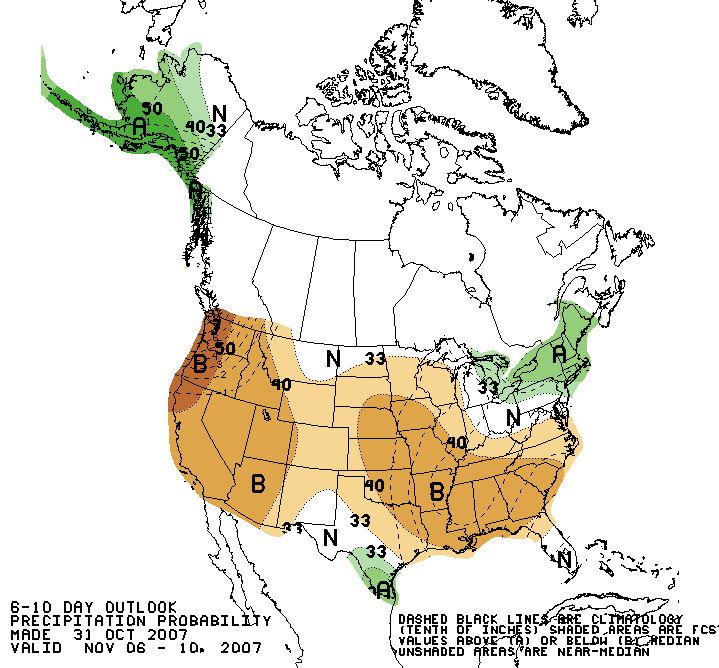 50
A
40
N
33
50
A
A
50
B
N
33
A
40
33
N
40
B
40
B
33
33
N
33
N
A
6-10 DAY OUTLOOK
PRECIPITATION PROBABILITY
MADE 31 OCT 2007
VALID NOV 06 - 10, 2007
DASHED BLACK LINES ARE CLIMATOLOGY
(TENTH OF INCHES) SHADED AREAS ARE FCST
VALUES ABOVE (A) OR BELOW (B) MEDIAN
UNSHADED AREAS ARE NEAR-MEDIAN